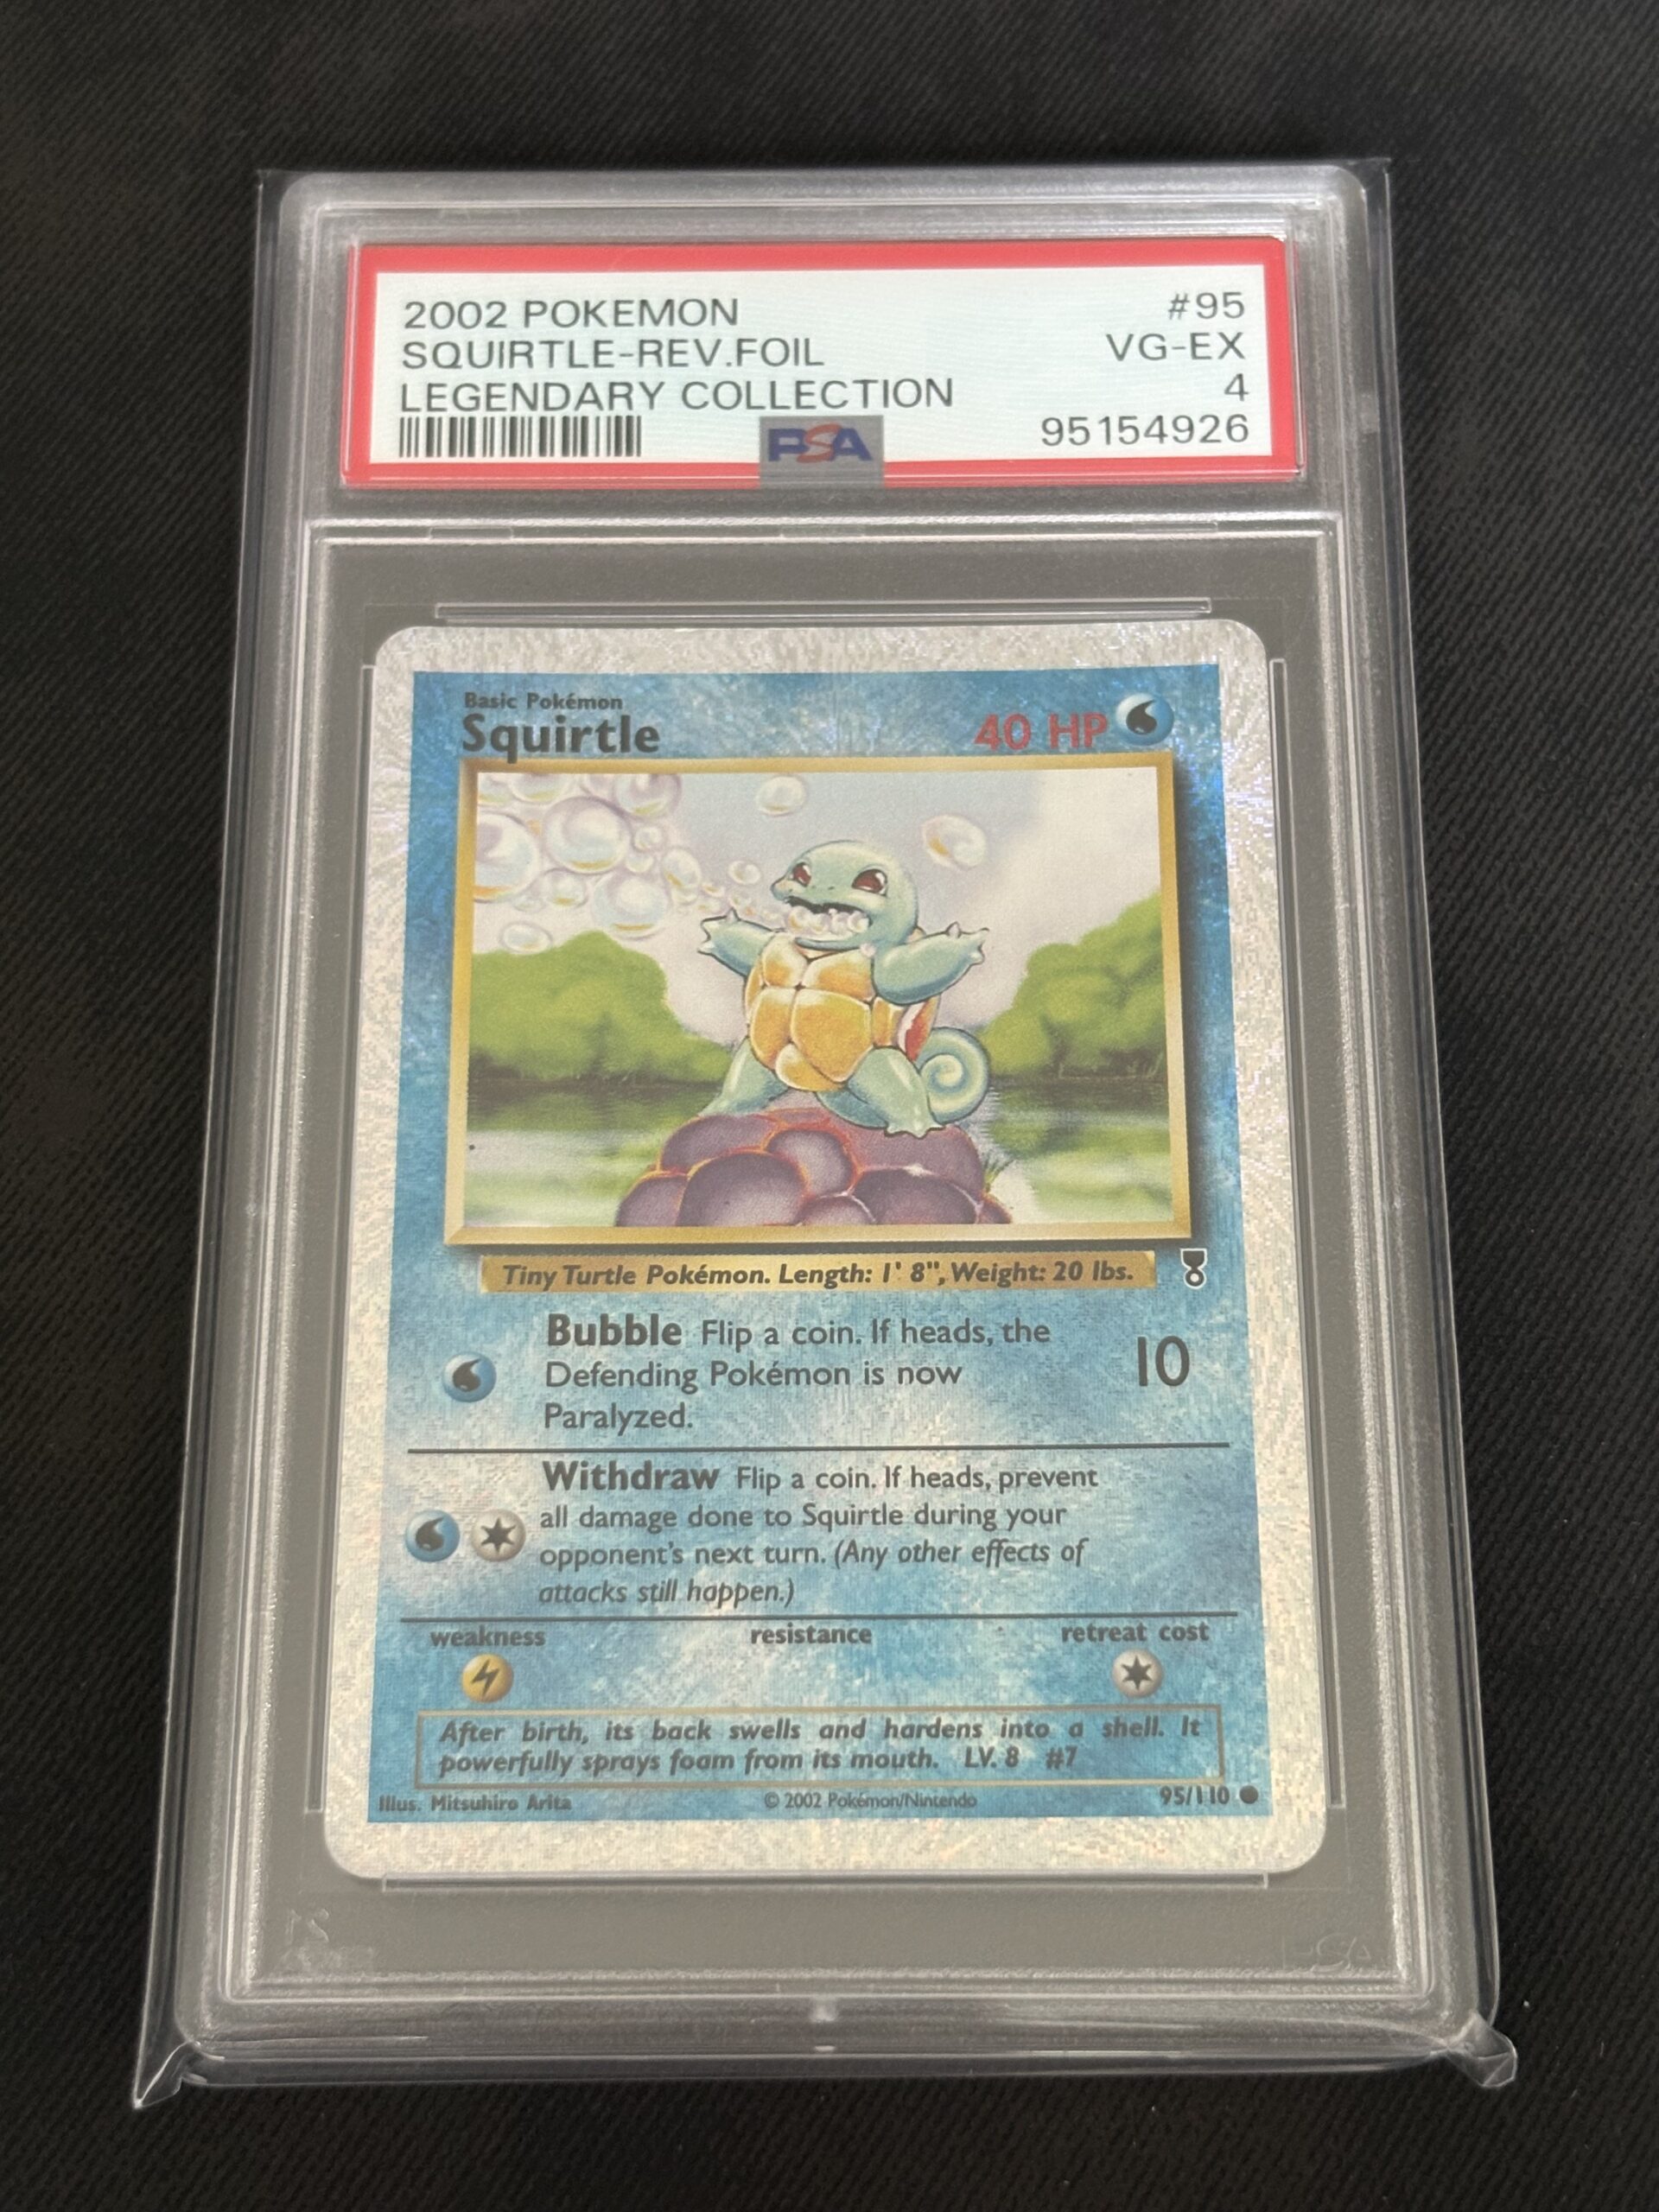 2002 POKEMON #95
SQUIRTLE-REV.FOIL VG-EX
LEGENDARY COLLECTION 4
PSA 95154926
Basic Pokémon
Squirtle 40 HP
Tiny Turtle Pokémon. Length: 1' 8", Weight: 20 lbs.
Bubble Flip a coin. If heads, the
Defending Pokémon is now 10
Paralyzed.
Withdraw Flip a coin. If heads, prevent
all damage done to Squirtle during your
opponent's next turn. (Any other effects of
attacks still happen.)
weakness resistance retreat cost
After birth, its back swells and hardens into a shell. It
powerfully sprays foam from its mouth. LV. 8 #7
Illus. Mitsuhiro Arita © 2002 Pokémon/Nintendo 95/110
PSA